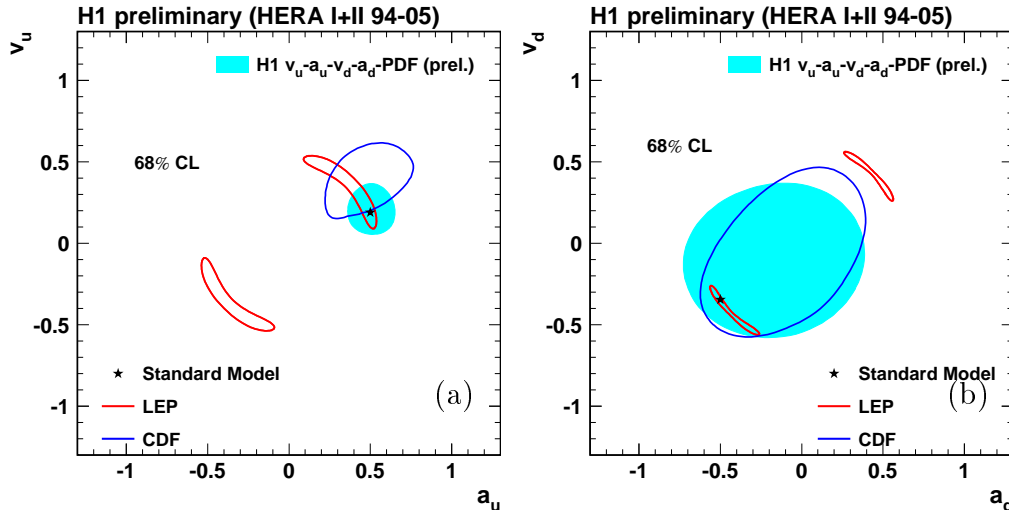 H1 preliminary (HERA I+II 94-05)
v_u
H1 v_u-a_u-v_d-a_d-PDF (prel.)
68% CL
1
0.5
0
-0.5
-1
Standard Model
(a)
LEP
CDF
-1 -0.5 0 0.5 1
a_u
H1 preliminary (HERA I+II 94-05)
v_d
H1 v_u-a_u-v_d-a_d-PDF (prel.)
68% CL
1
0.5
0
-0.5
-1
Standard Model
(b)
LEP
CDF
-1 -0.5 0 0.5 1
a_d